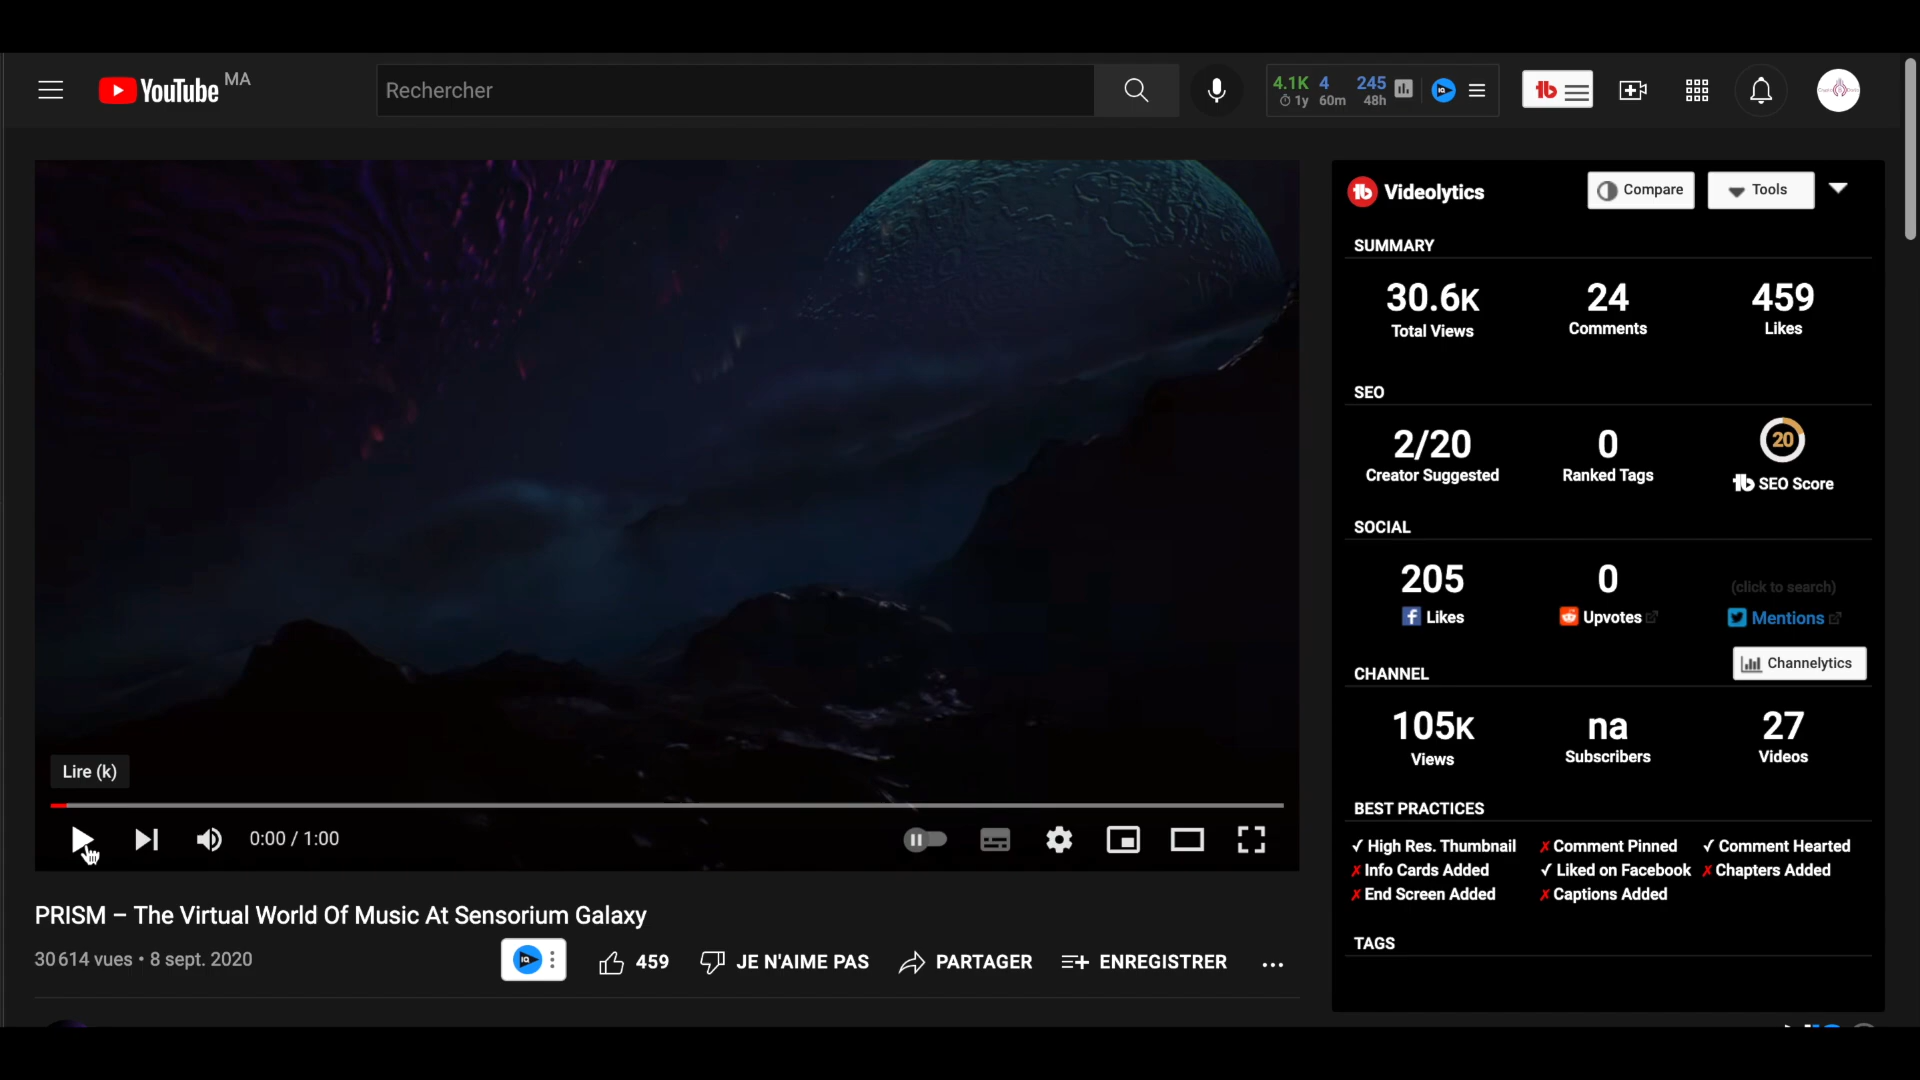 YouTube MA
Rechercher
4.1K 4 245
1y 60m 48h
Videolytics
Compare
Tools
SUMMARY
30.6K 24 459
Total Views Comments Likes
SEO
2/20 0 20
Creator Suggested Ranked Tags SEO Score
SOCIAL
205 0 (click to search)
Likes Upvotes Mentions
CHANNEL
Channelytics
105K na 27
Views Subscribers Videos
BEST PRACTICES
✓ High Res. Thumbnail ✗ Comment Pinned ✓ Comment Hearted
✗ Info Cards Added ✓ Liked on Facebook ✗ Chapters Added
✗ End Screen Added ✗ Captions Added
TAGS
Lire (k)
0:00 / 1:00
PRISM – The Virtual World Of Music At Sensorium Galaxy
30 614 vues • 8 sept. 2020
459 JE N'AIME PAS PARTAGER ENREGISTRER